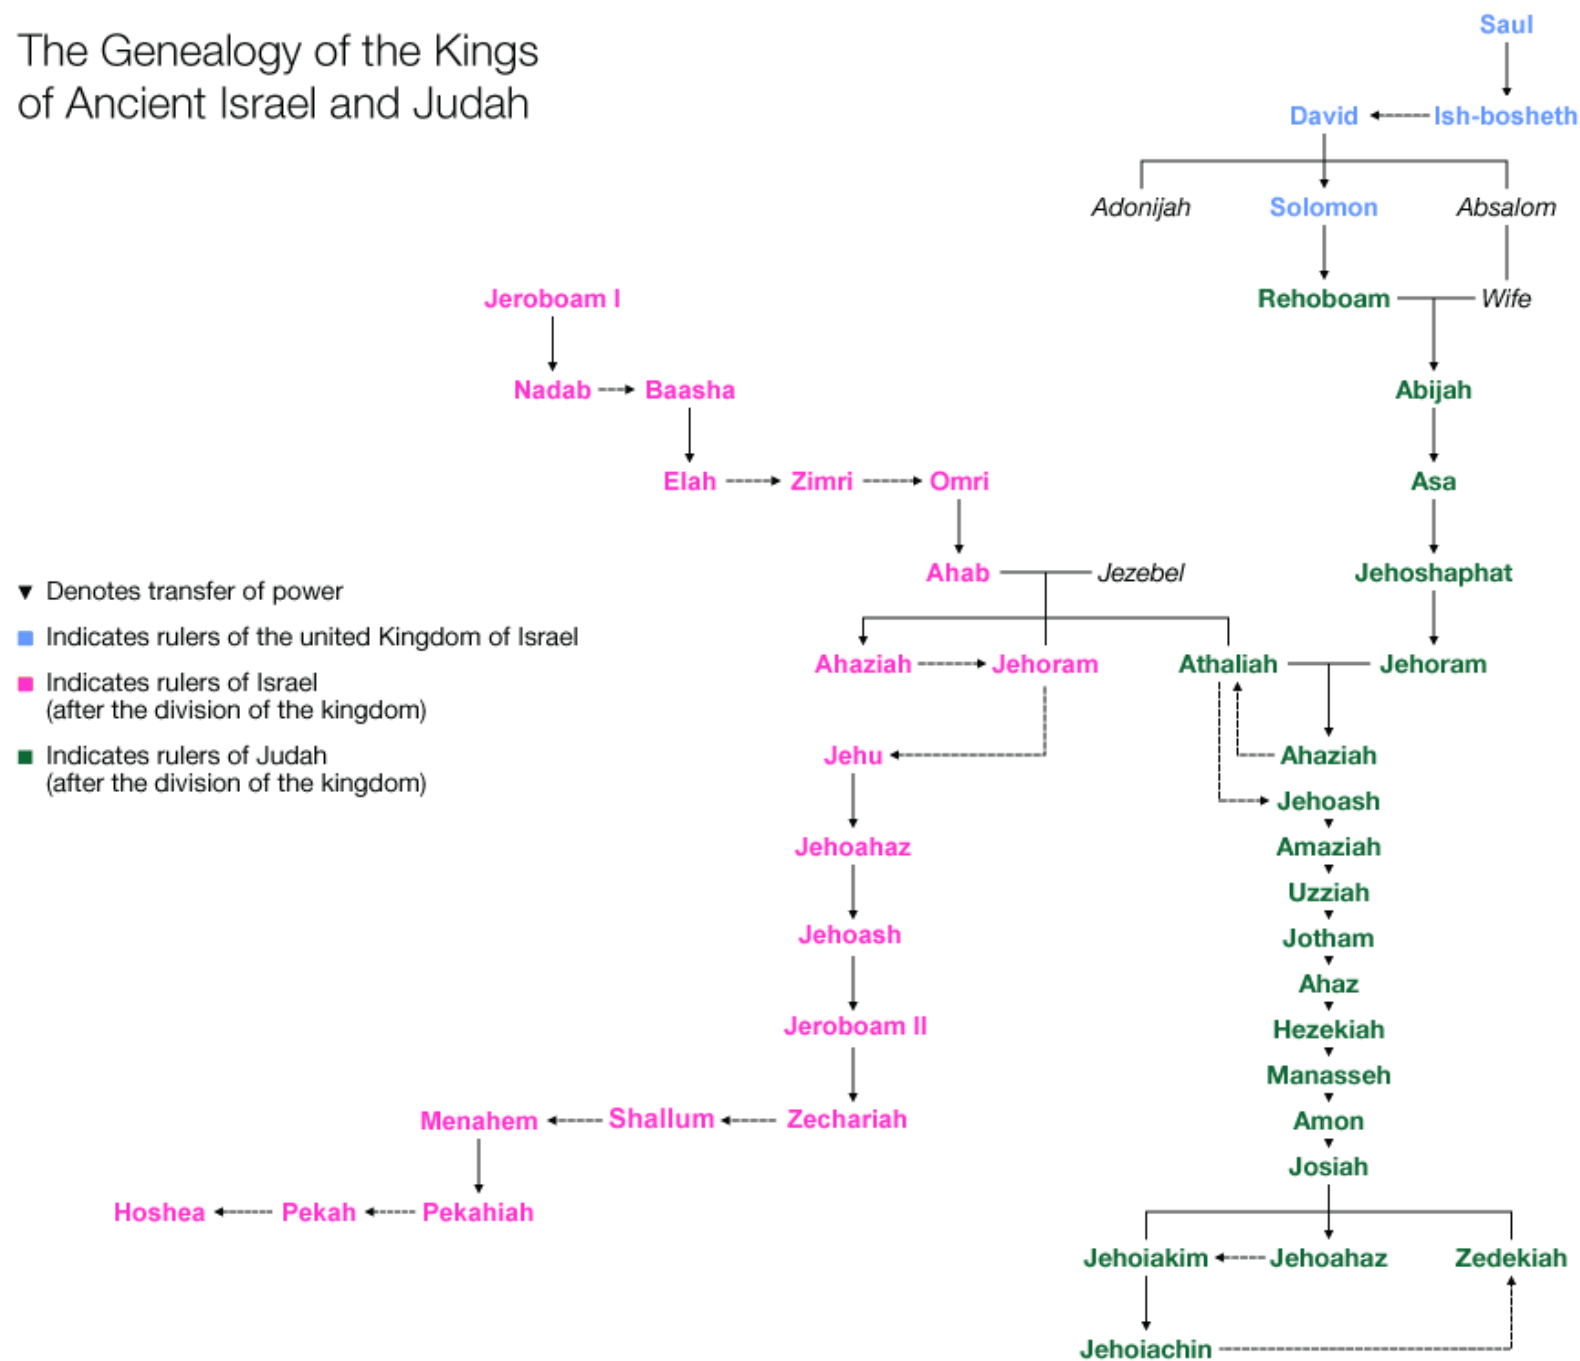 The Genealogy of the Kings
of Ancient Israel and Judah
Saul
David
Ish-bosheth
Adonijah
Solomon
Absalom
Jeroboam I
Rehoboam
Wife
Nadab
Baasha
Abijah
Elah
Zimri
Omri
Asa
Ahab
Jezebel
Jehoshaphat
Denotes transfer of power
Indicates rulers of the united Kingdom of Israel
Indicates rulers of Israel
(after the division of the kingdom)
Indicates rulers of Judah
(after the division of the kingdom)
Ahaziah
Jehoram
Athaliah
Jehoram
Jehu
Ahaziah
Jehoash
Jehoahaz
Amaziah
Uzziah
Jehoash
Jotham
Ahaz
Jeroboam II
Hezekiah
Manasseh
Menahem
Shallum
Zechariah
Amon
Josiah
Hoshea
Pekah
Pekahiah
Jehoiakim
Jehoahaz
Zedekiah
Jehoiachin